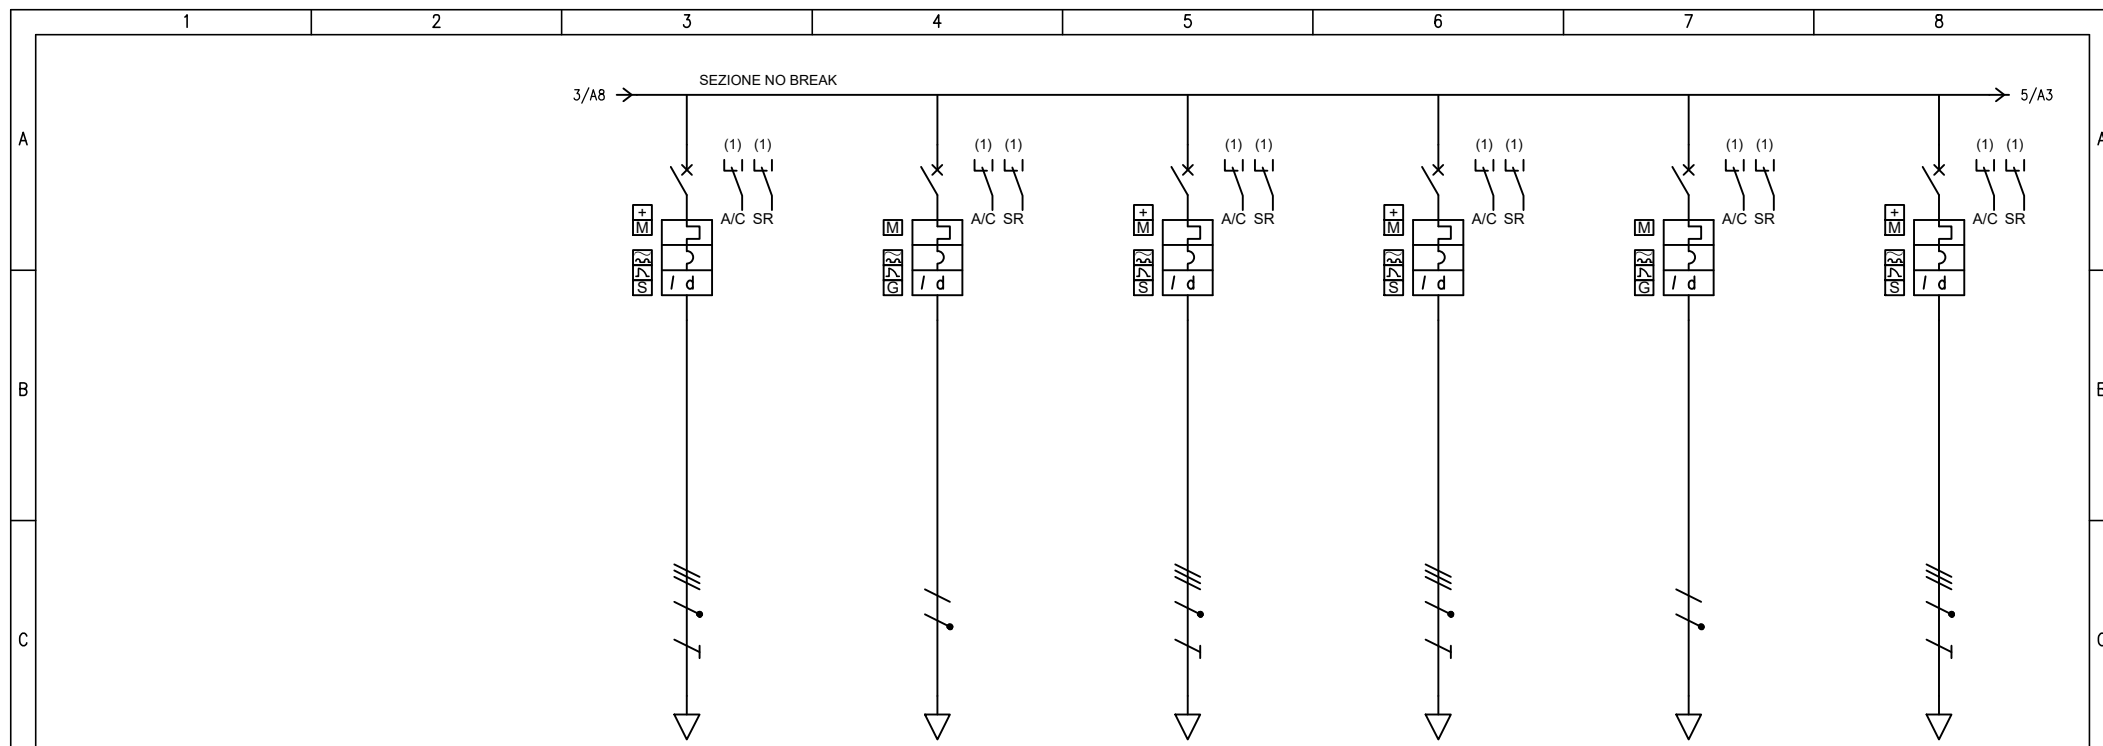 1 2 3 4 5 6 7 8
SEZIONE NO BREAK
3/A8 5/A3
A A
(1) (1) (1) (1) (1) (1) (1) (1) (1) (1) (1) (1)
+ + + +
A/C SR A/C SR A/C SR A/C SR A/C SR A/C SR
M M M M M M
S I d G I d S I d S I d G I d S I d
B B
C C